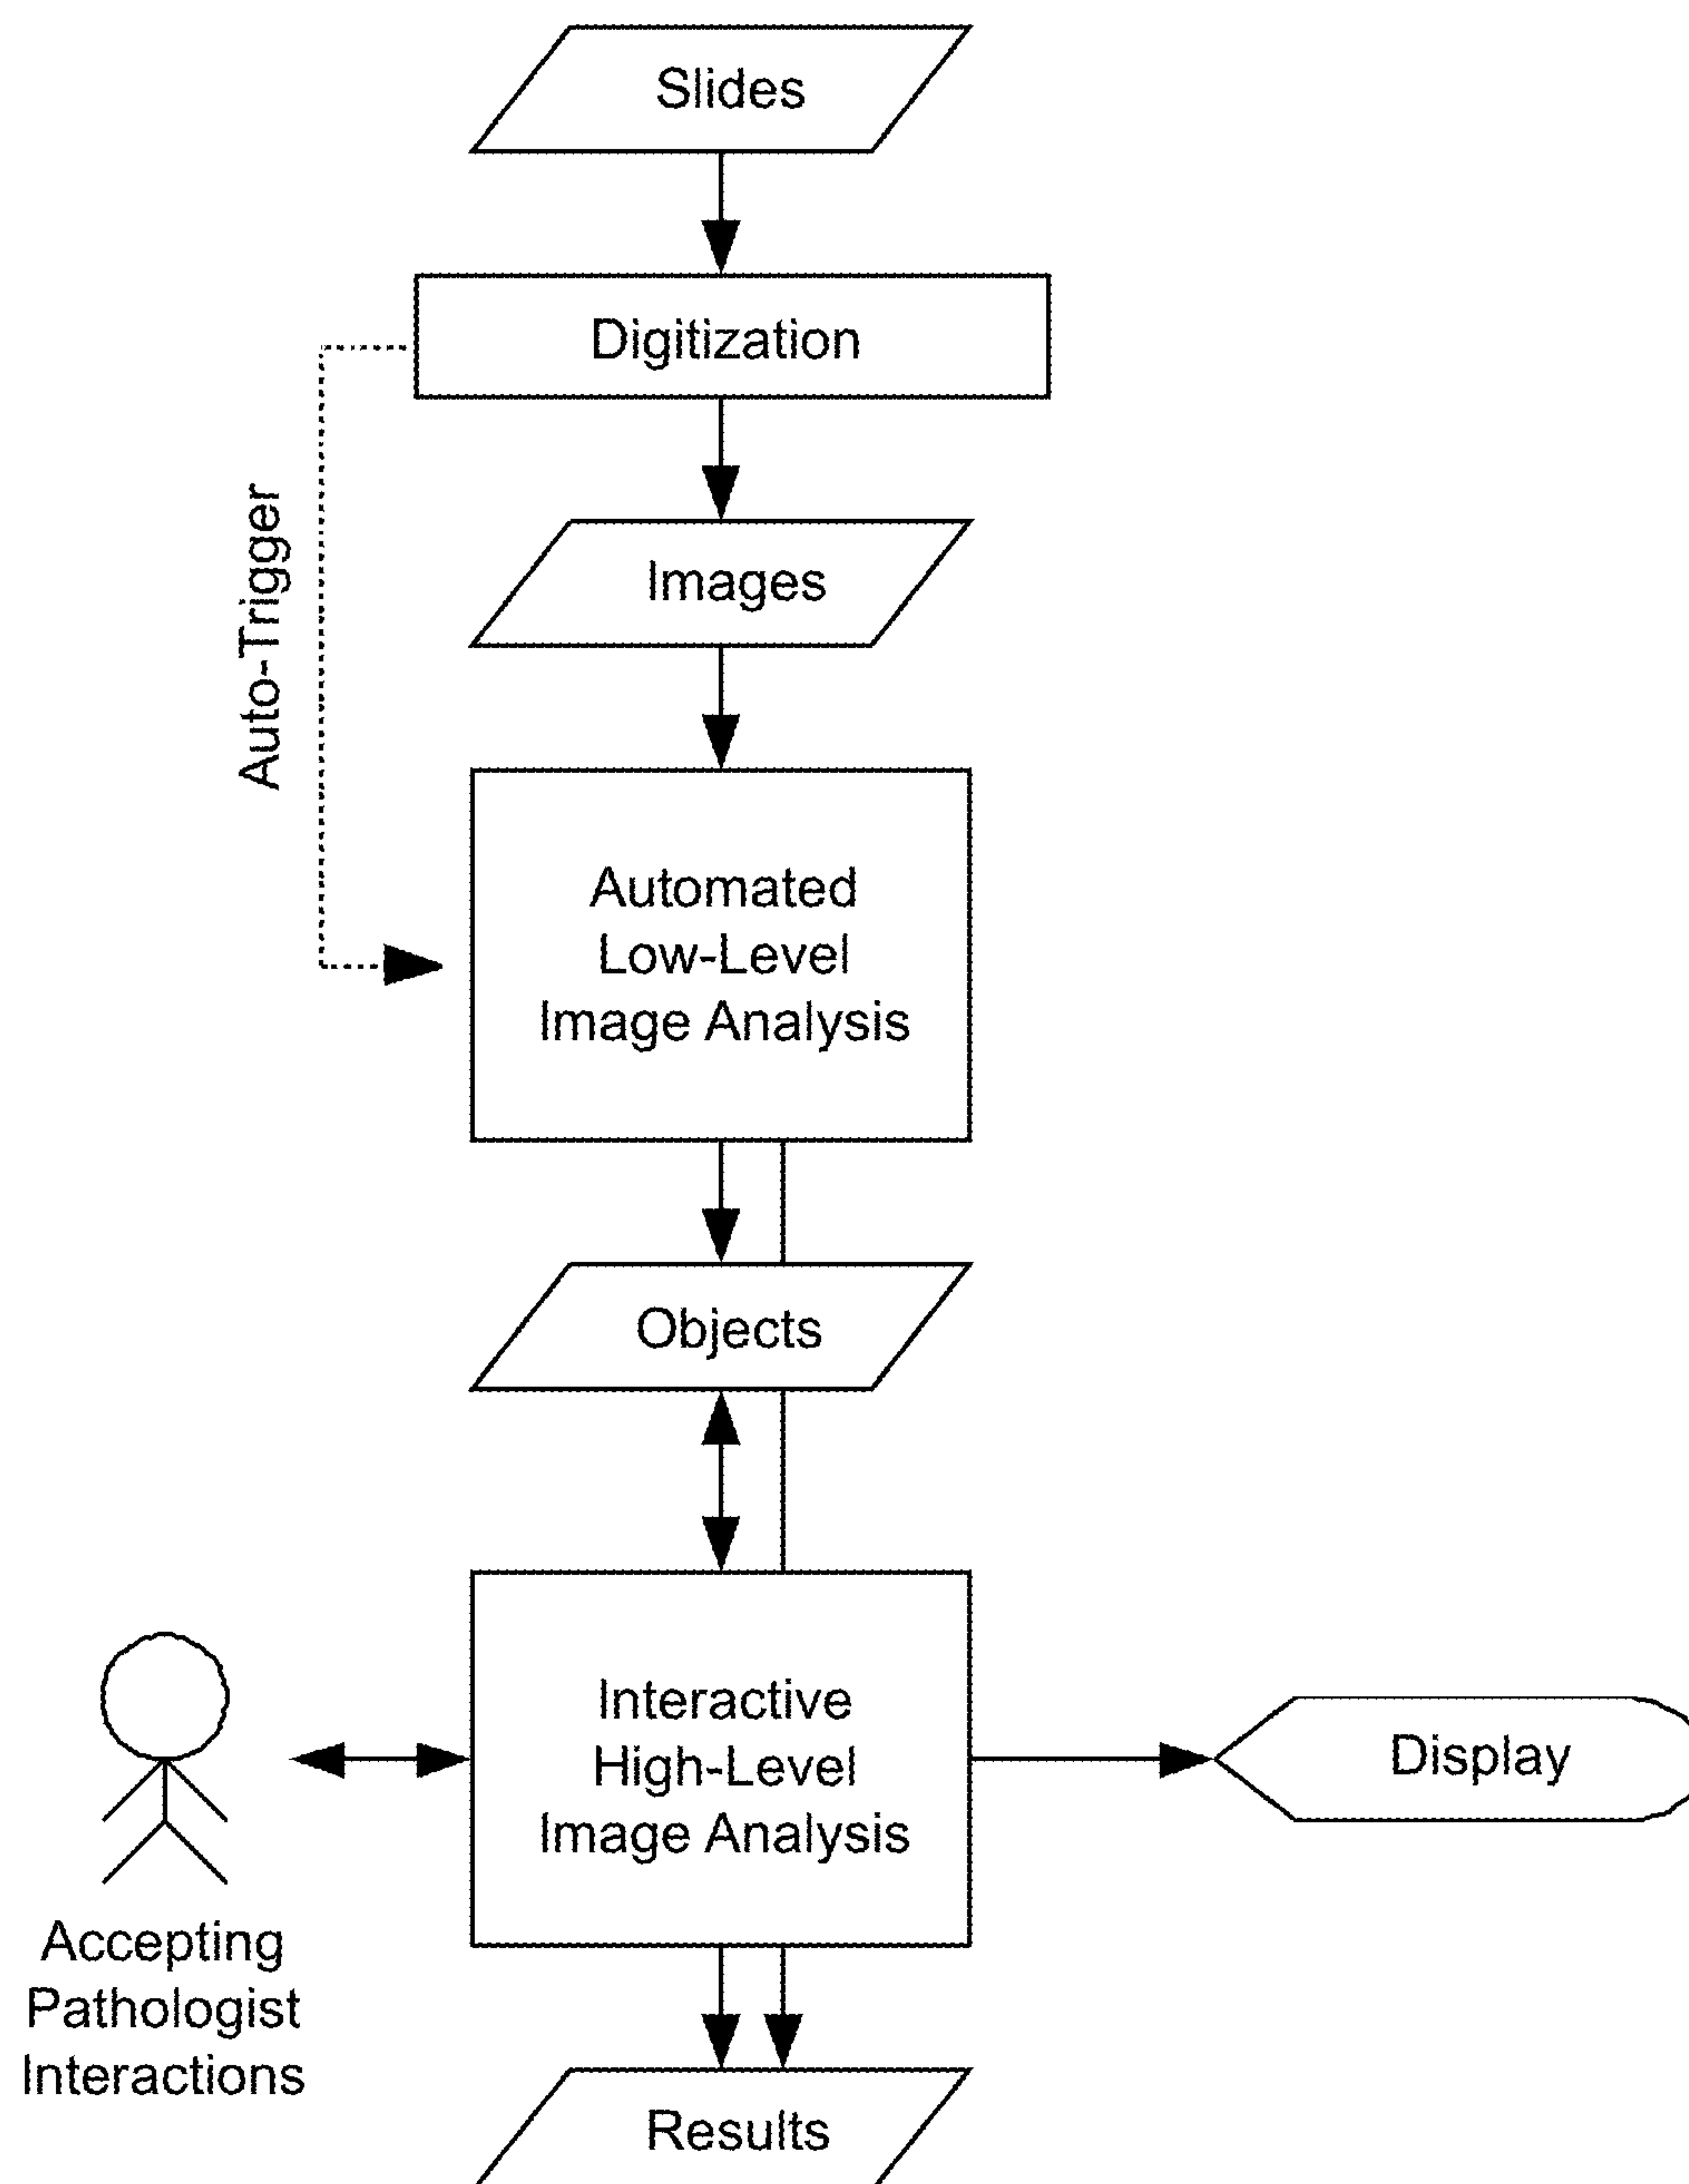 Slides
Digitization
Auto-Trigger
Images
Automated
Low-Level
Image Analysis
Objects
Interactive
High-Level
Image Analysis
Display
Accepting
Pathologist
Interactions
Results